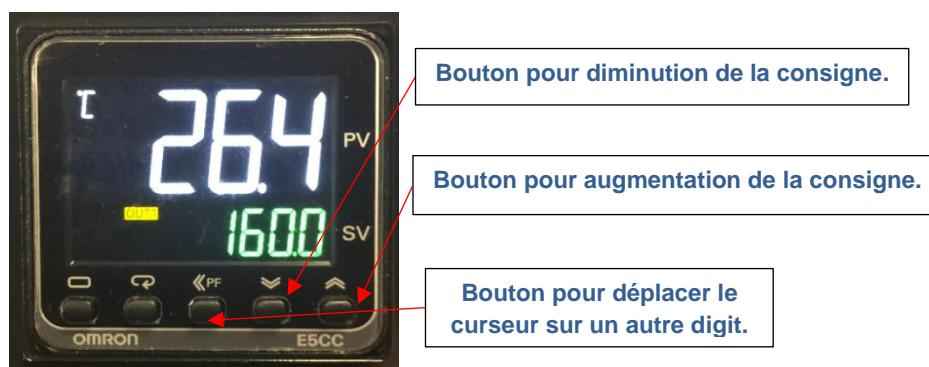 Bouton pour diminution de la consigne.
℃
26.4
PV
Bouton pour augmentation de la consigne.
OUT1
160.0
SV
PF
Bouton pour déplacer le
curseur sur un autre digit.
OMRON
E5CC